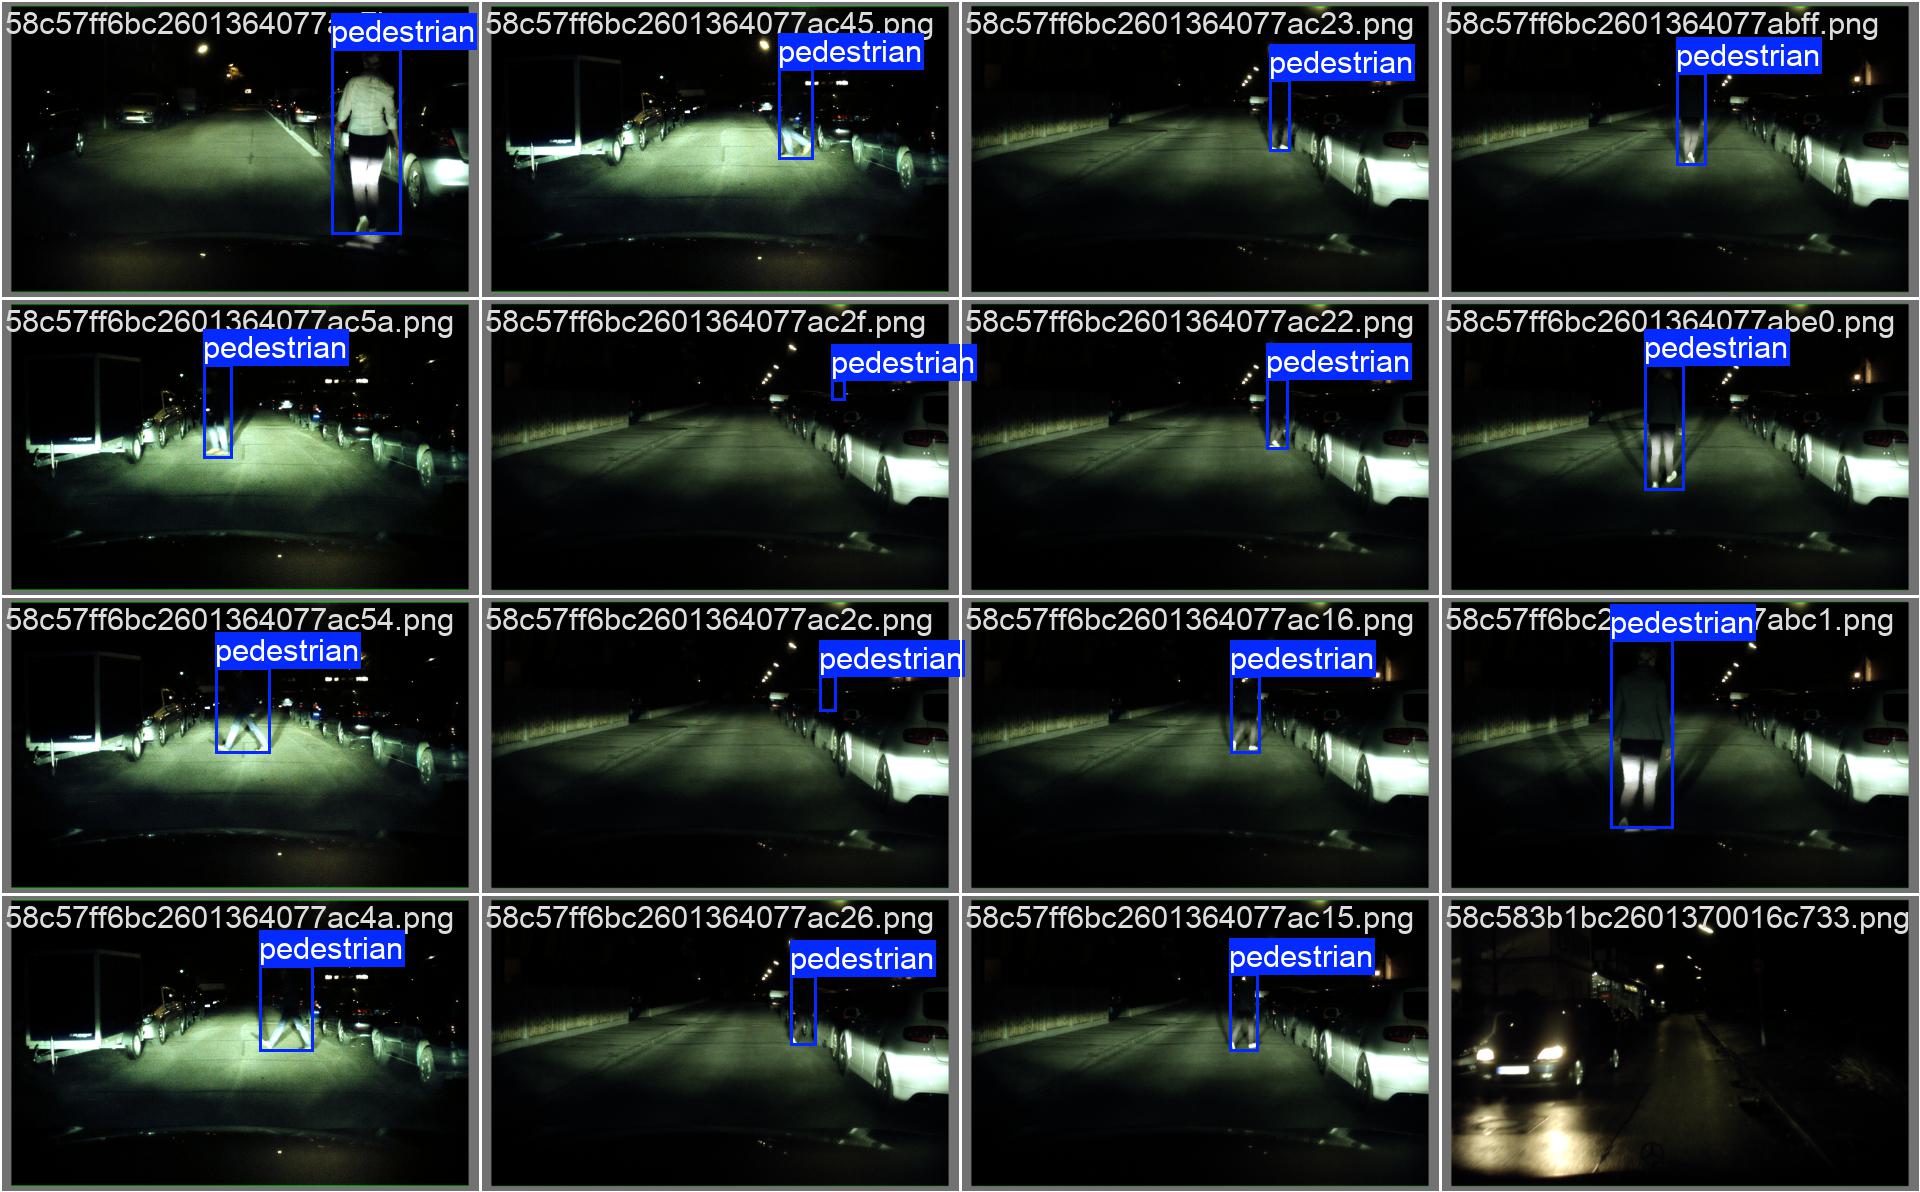 58c57ff6bc2601364077a
pedestrian
58c57ff6bc2601364077ac45.png
pedestrian
58c57ff6bc2601364077ac23.png
pedestrian
58c57ff6bc2601364077abff.png
pedestrian
58c57ff6bc2601364077ac5a.png
pedestrian
58c57ff6bc2601364077ac2f.png
pedestrian
58c57ff6bc2601364077ac22.png
pedestrian
58c57ff6bc2601364077abe0.png
pedestrian
58c57ff6bc2601364077ac54.png
pedestrian
58c57ff6bc2601364077ac2c.png
pedestrian
58c57ff6bc2601364077ac16.png
pedestrian
58c57ff6bc2 7abc1.png
pedestrian
58c57ff6bc2601364077ac4a.png
pedestrian
58c57ff6bc2601364077ac26.png
pedestrian
58c57ff6bc2601364077ac15.png
pedestrian
58c583b1bc2601370016c733.png